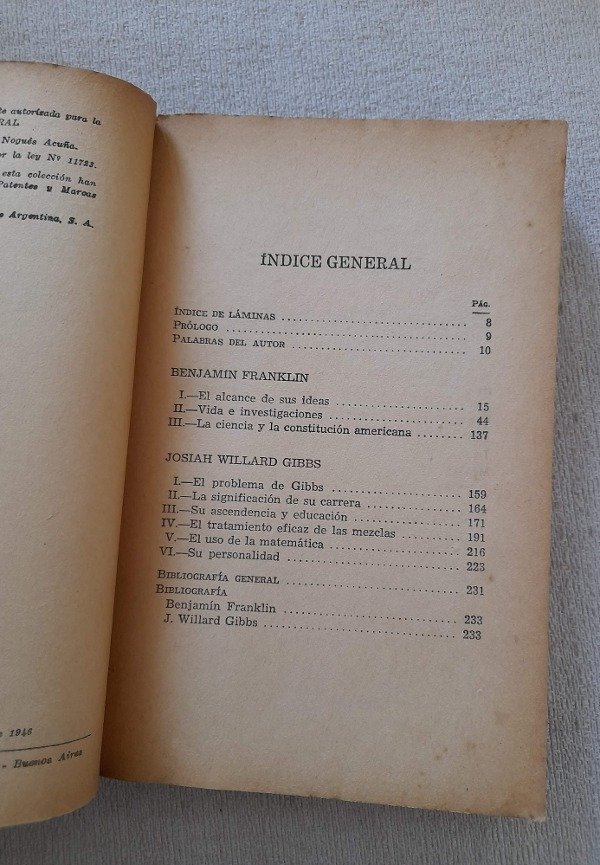 autorizada para la
RAL
Nogués Acuña.
or la ley Nº 11723.
esta colección han
Patentes y Marcas
e Argentina, S. A.
1946
- Buenos Aires
ÍNDICE GENERAL
PÁG.
ÍNDICE DE LÁMINAS 8
PRÓLOGO 9
PALABRAS DEL AUTOR 10
BENJAMÍN FRANKLIN
I.—El alcance de sus ideas 15
II.—Vida e investigaciones 44
III.—La ciencia y la constitución americana 137
JOSIAH WILLARD GIBBS
I.—El problema de Gibbs 159
II.—La significación de su carrera 164
III.—Su ascendencia y educación 171
IV.—El tratamiento eficaz de las mezclas 191
V.—El uso de la matemática 216
VI.—Su personalidad 223
BIBLIOGRAFÍA GENERAL 231
BIBLIOGRAFÍA
Benjamín Franklin 233
J. Willard Gibbs 233